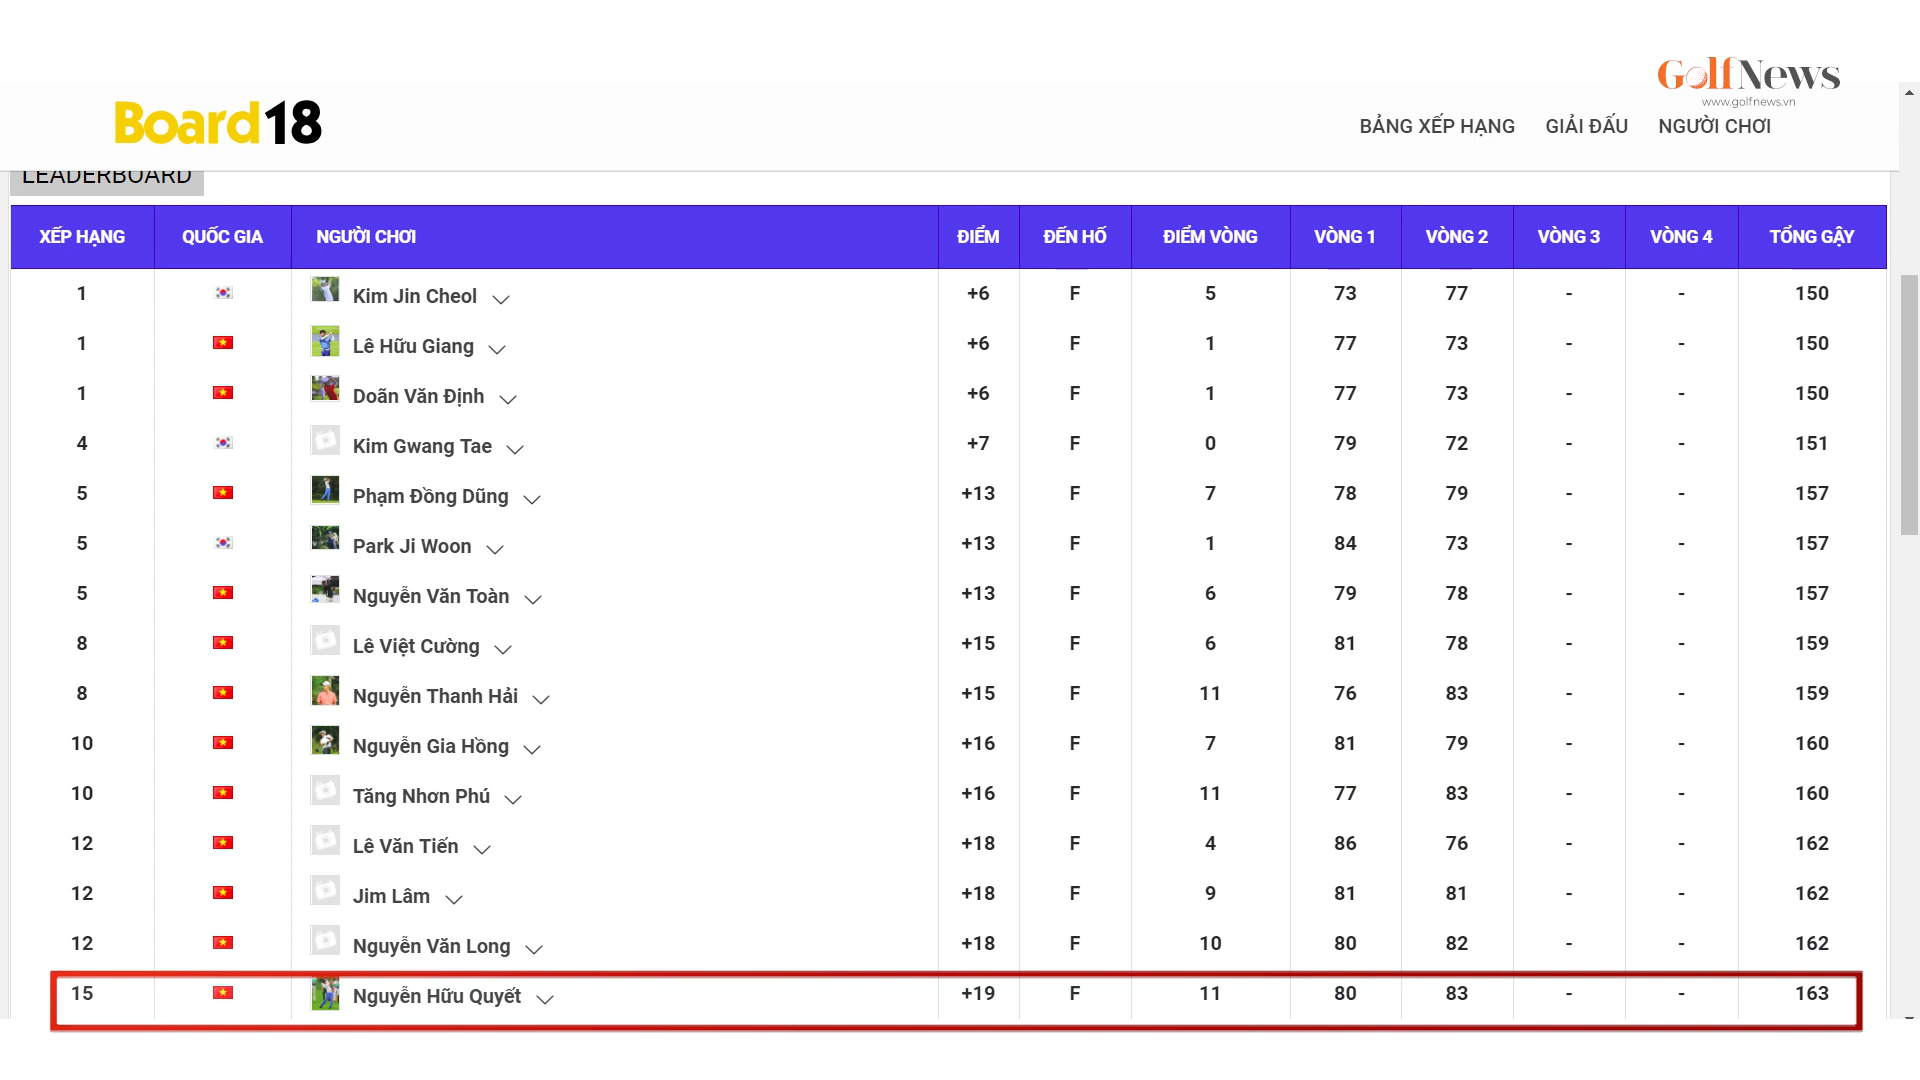 GolfNews
www.golfnews.vn
Board18
BẢNG XẾP HẠNG GIẢI ĐẤU NGƯỜI CHƠI
LEADERBOARD
XẾP HẠNG QUỐC GIA NGƯỜI CHƠI ĐIỂM ĐẾN HỐ ĐIỂM VÒNG VÒNG 1 VÒNG 2 VÒNG 3 VÒNG 4 TỔNG GẬY
1 Kim Jin Cheol +6 F 5 73 77 - - 150
1 Lê Hữu Giang +6 F 1 77 73 - - 150
1 Doãn Văn Định +6 F 1 77 73 - - 150
4 Kim Gwang Tae +7 F 0 79 72 - - 151
5 Phạm Đồng Dũng +13 F 7 78 79 - - 157
5 Park Ji Woon +13 F 1 84 73 - - 157
5 Nguyễn Văn Toàn +13 F 6 79 78 - - 157
8 Lê Việt Cường +15 F 6 81 78 - - 159
8 Nguyễn Thanh Hải +15 F 11 76 83 - - 159
10 Nguyễn Gia Hồng +16 F 7 81 79 - - 160
10 Tăng Nhơn Phú +16 F 11 77 83 - - 160
12 Lê Văn Tiến +18 F 4 86 76 - - 162
12 Jim Lâm +18 F 9 81 81 - - 162
12 Nguyễn Văn Long +18 F 10 80 82 - - 162
15 Nguyễn Hữu Quyết +19 F 11 80 83 - - 163